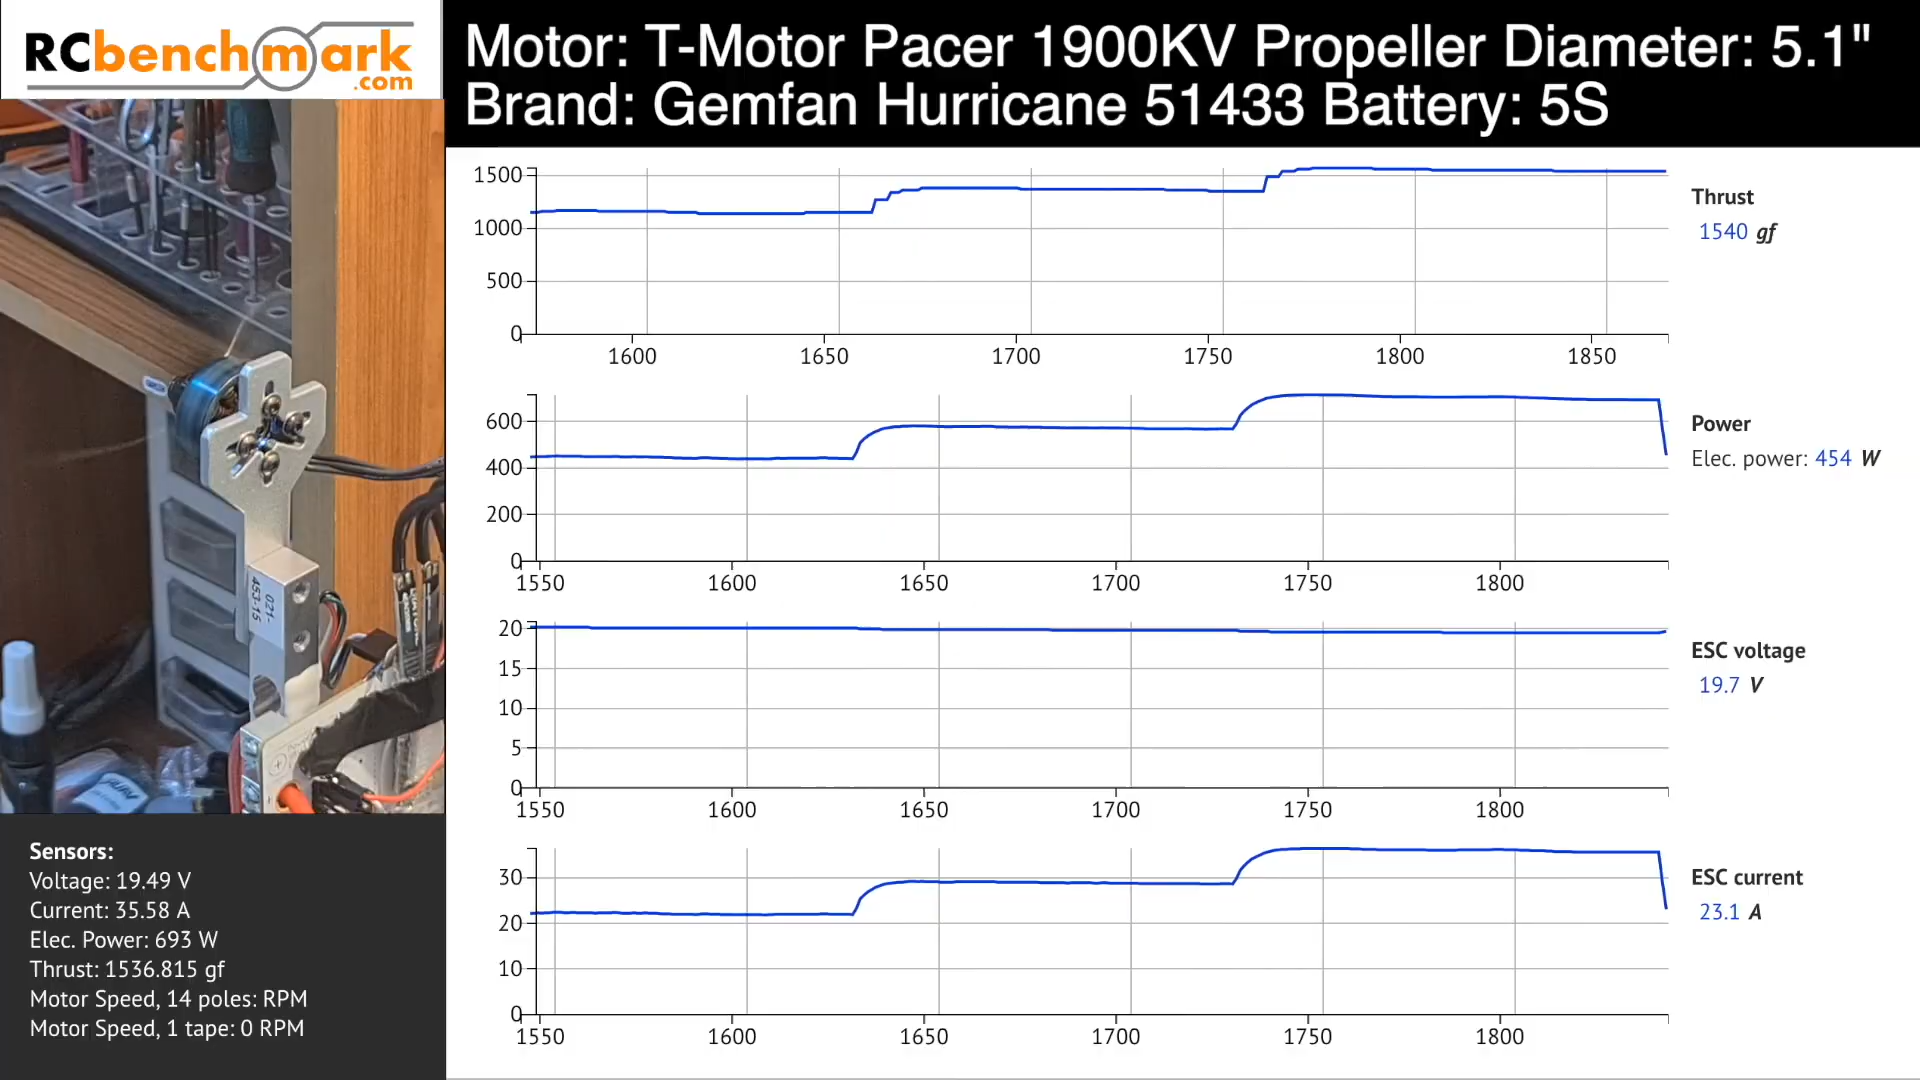 RCbenchmark
.com
Motor: T-Motor Pacer 1900KV Propeller Diameter: 5.1"
Brand: Gemfan Hurricane 51433 Battery: 5S
1500
1000
500
0
1600 1650 1700 1750 1800 1850
Thrust
1540 gf
600
400
200
0
1550 1600 1650 1700 1750 1800
Power
Elec. power: 454 W
20
15
10
5
0
1550 1600 1650 1700 1750 1800
ESC voltage
19.7 V
30
20
10
0
1550 1600 1650 1700 1750 1800
ESC current
23.1 A
021-
453-15
Sensors:
Voltage: 19.49 V
Current: 35.58 A
Elec. Power: 693 W
Thrust: 1536.815 gf
Motor Speed, 14 poles: RPM
Motor Speed, 1 tape: 0 RPM